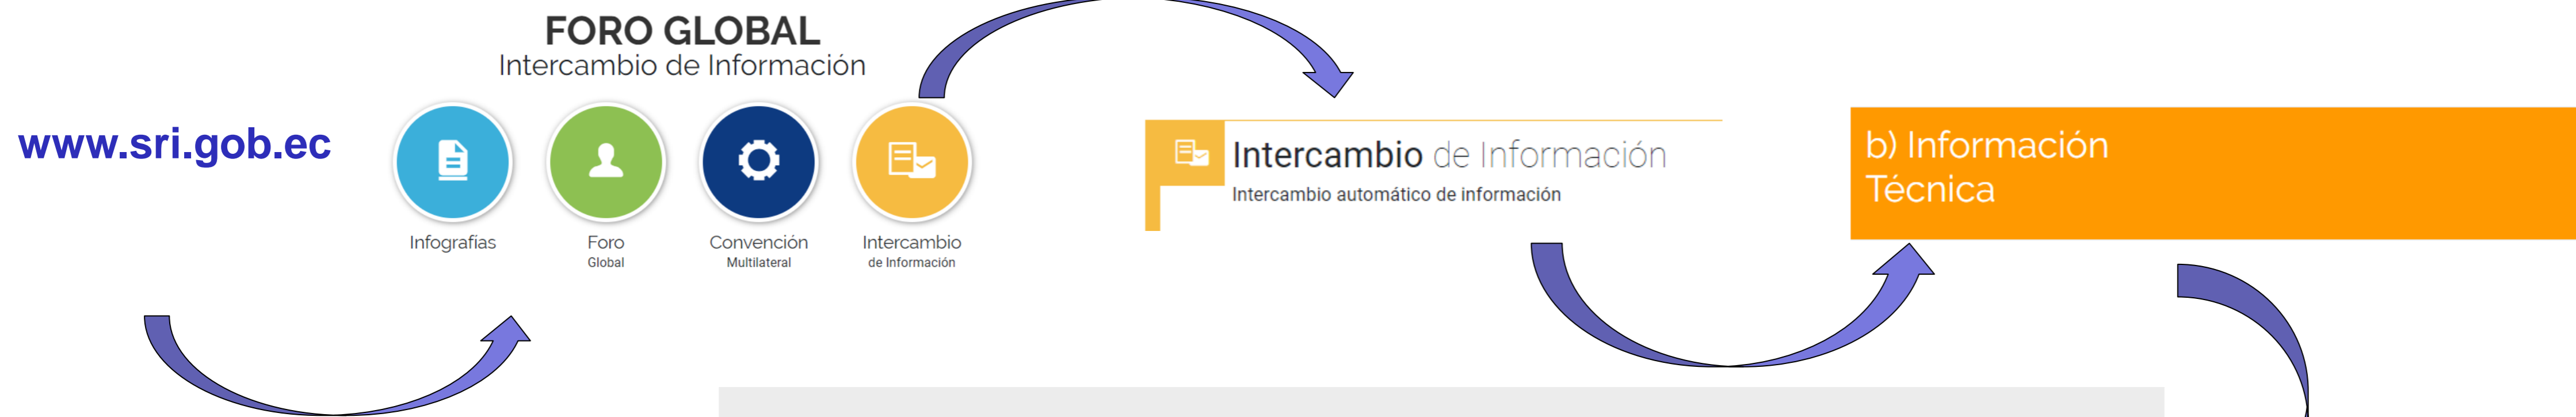 FORO GLOBAL
Intercambio de Información
www.sri.gob.ec
Infografías
Foro
Global
Convención
Multilateral
Intercambio
de Información
Intercambio de Información
Intercambio automático de información
b) Información
Técnica